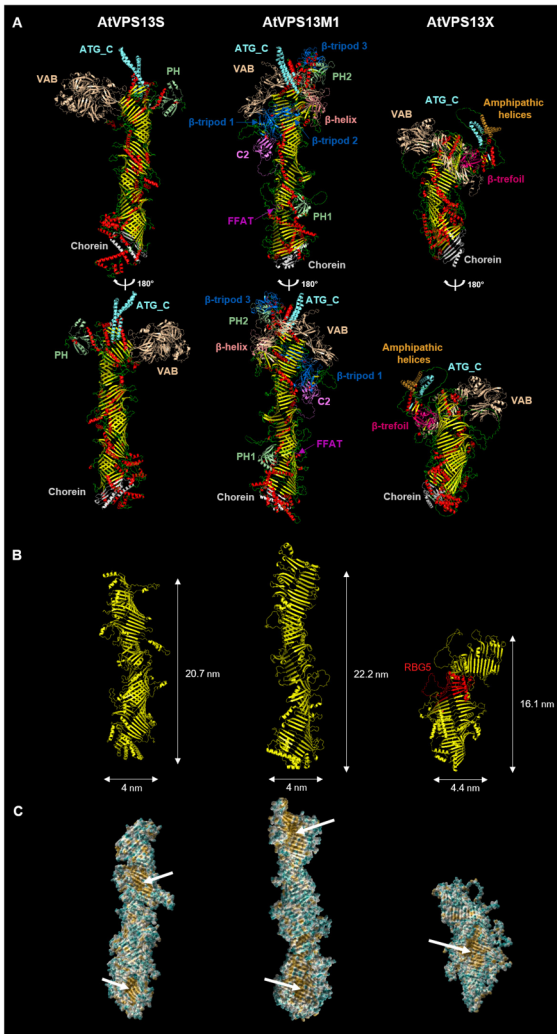 A
AtVPS13S
AtVPS13M1
AtVPS13X
ATG_C
PH
VAB
Chorein
180°
ATG_C
β-tripod 3
VAB
PH2
β-helix
β-tripod 1
β-tripod 2
C2
PH1
FFAT
Chorein
180°
ATG_C
Amphipathic
helices
VAB
β-trefoil
Chorein
180°
ATG_C
PH
VAB
Chorein
β-tripod 3
ATG_C
PH2
VAB
β-helix
β-tripod 1
C2
FFAT
PH1
Chorein
Amphipathic
helices
ATG_C
VAB
β-trefoil
Chorein
B
20.7 nm
4 nm
22.2 nm
4 nm
RBG5
16.1 nm
4.4 nm
C